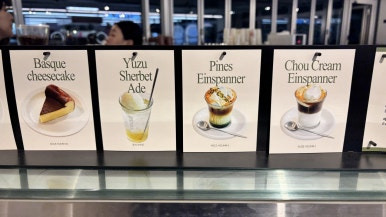 Basque
cheesecake
Yuzu
Sherbet
Ade
Pines
Einspanner
Chou Cream
Einspanner